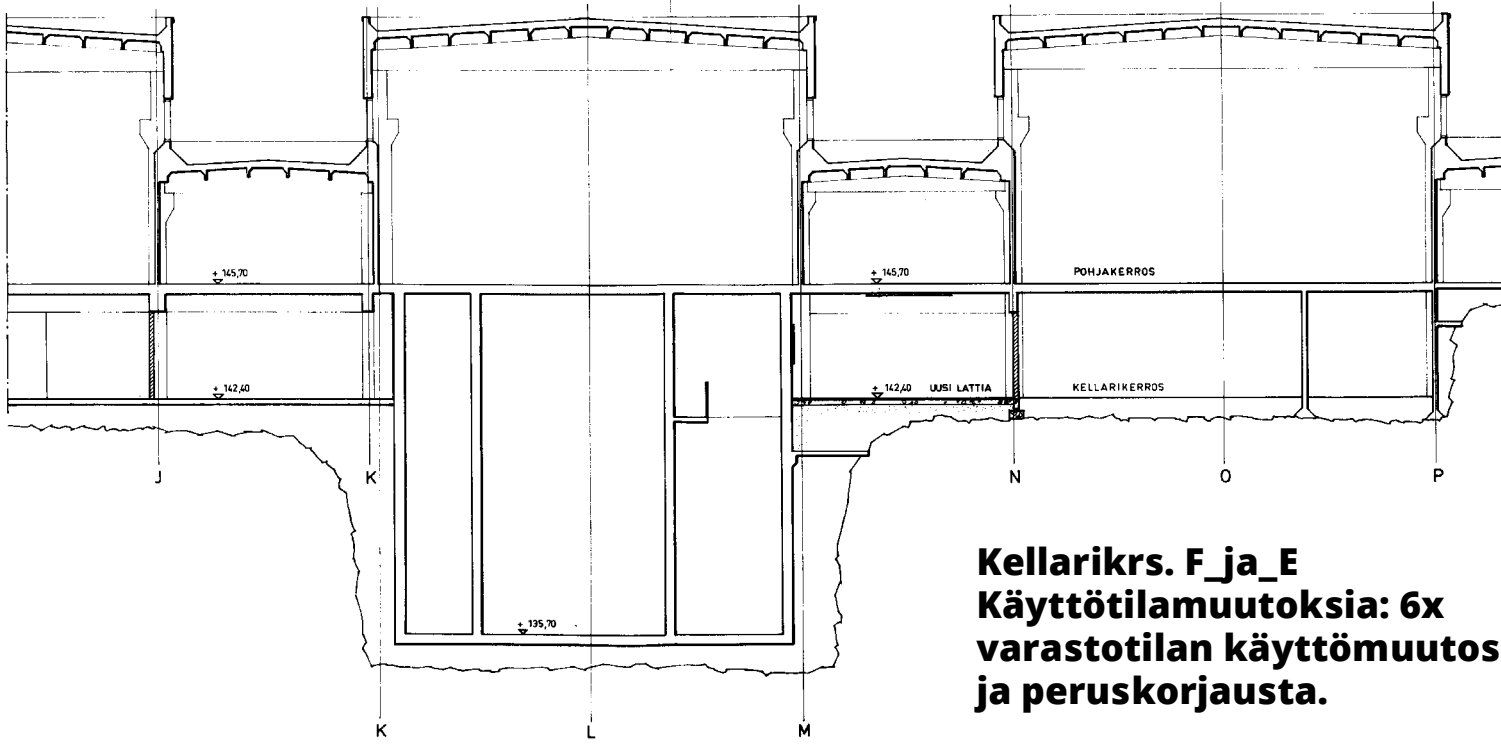 K
L
M
N
O
P
+ 145,70
+ 145,70
POHJAKERROS
+ 142,40
+ 142,40 UUSI LATTIA
KELLARIKERROS
J
K
N
O
P
+ 135,70
Kellarikrs. F_ja_E
Käyttötilamuutoksia: 6x
varastotilan käyttömuutos
ja peruskorjausta.
K
L
M